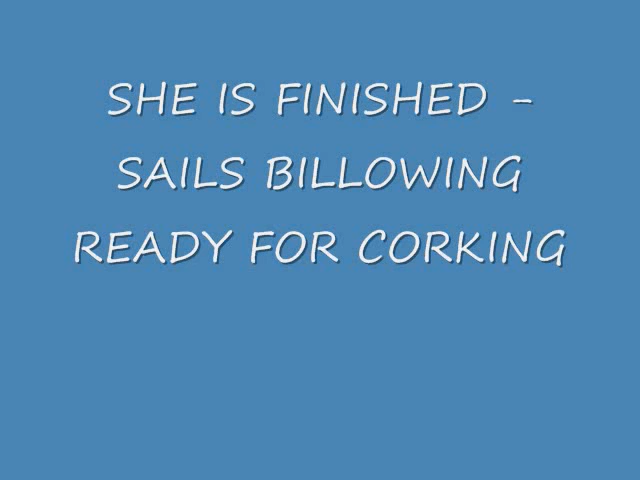 SHE IS FINISHED -
SAILS BILLOWING
READY FOR CORKING